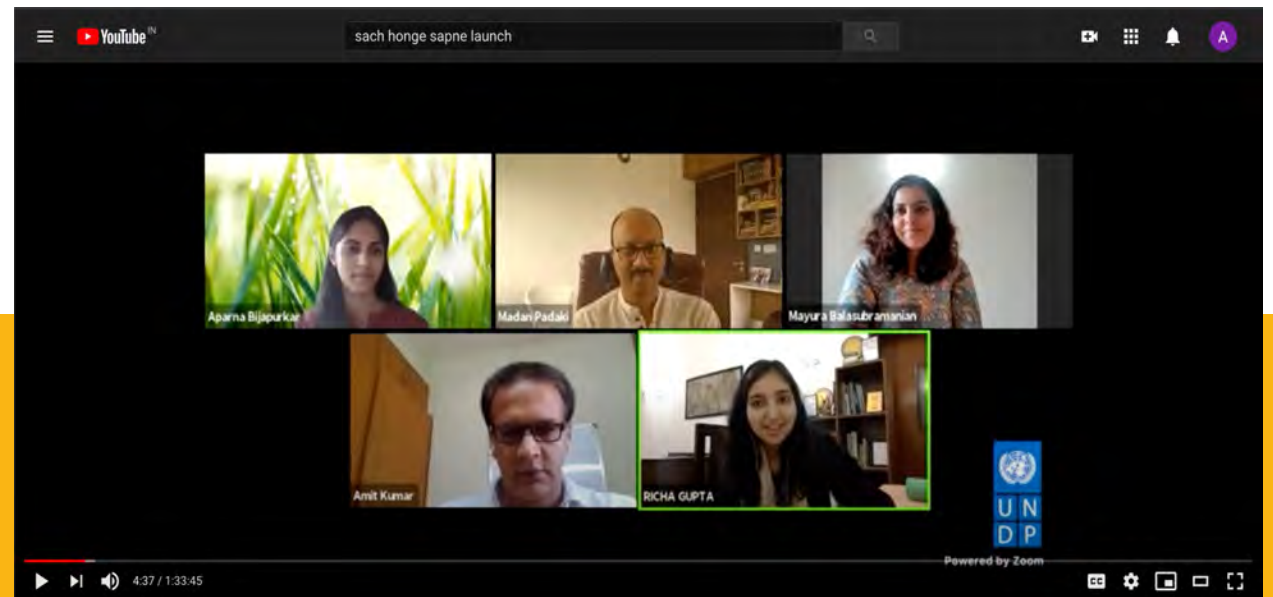 YouTube IN
sach honge sapne launch
A
Aparna Bijapurkar
Madan Padaki
Mayura Balasubramanian
Amit Kumar
RICHA GUPTA
U N
D P
Powered by Zoom
4:37 / 1:33:45
CC